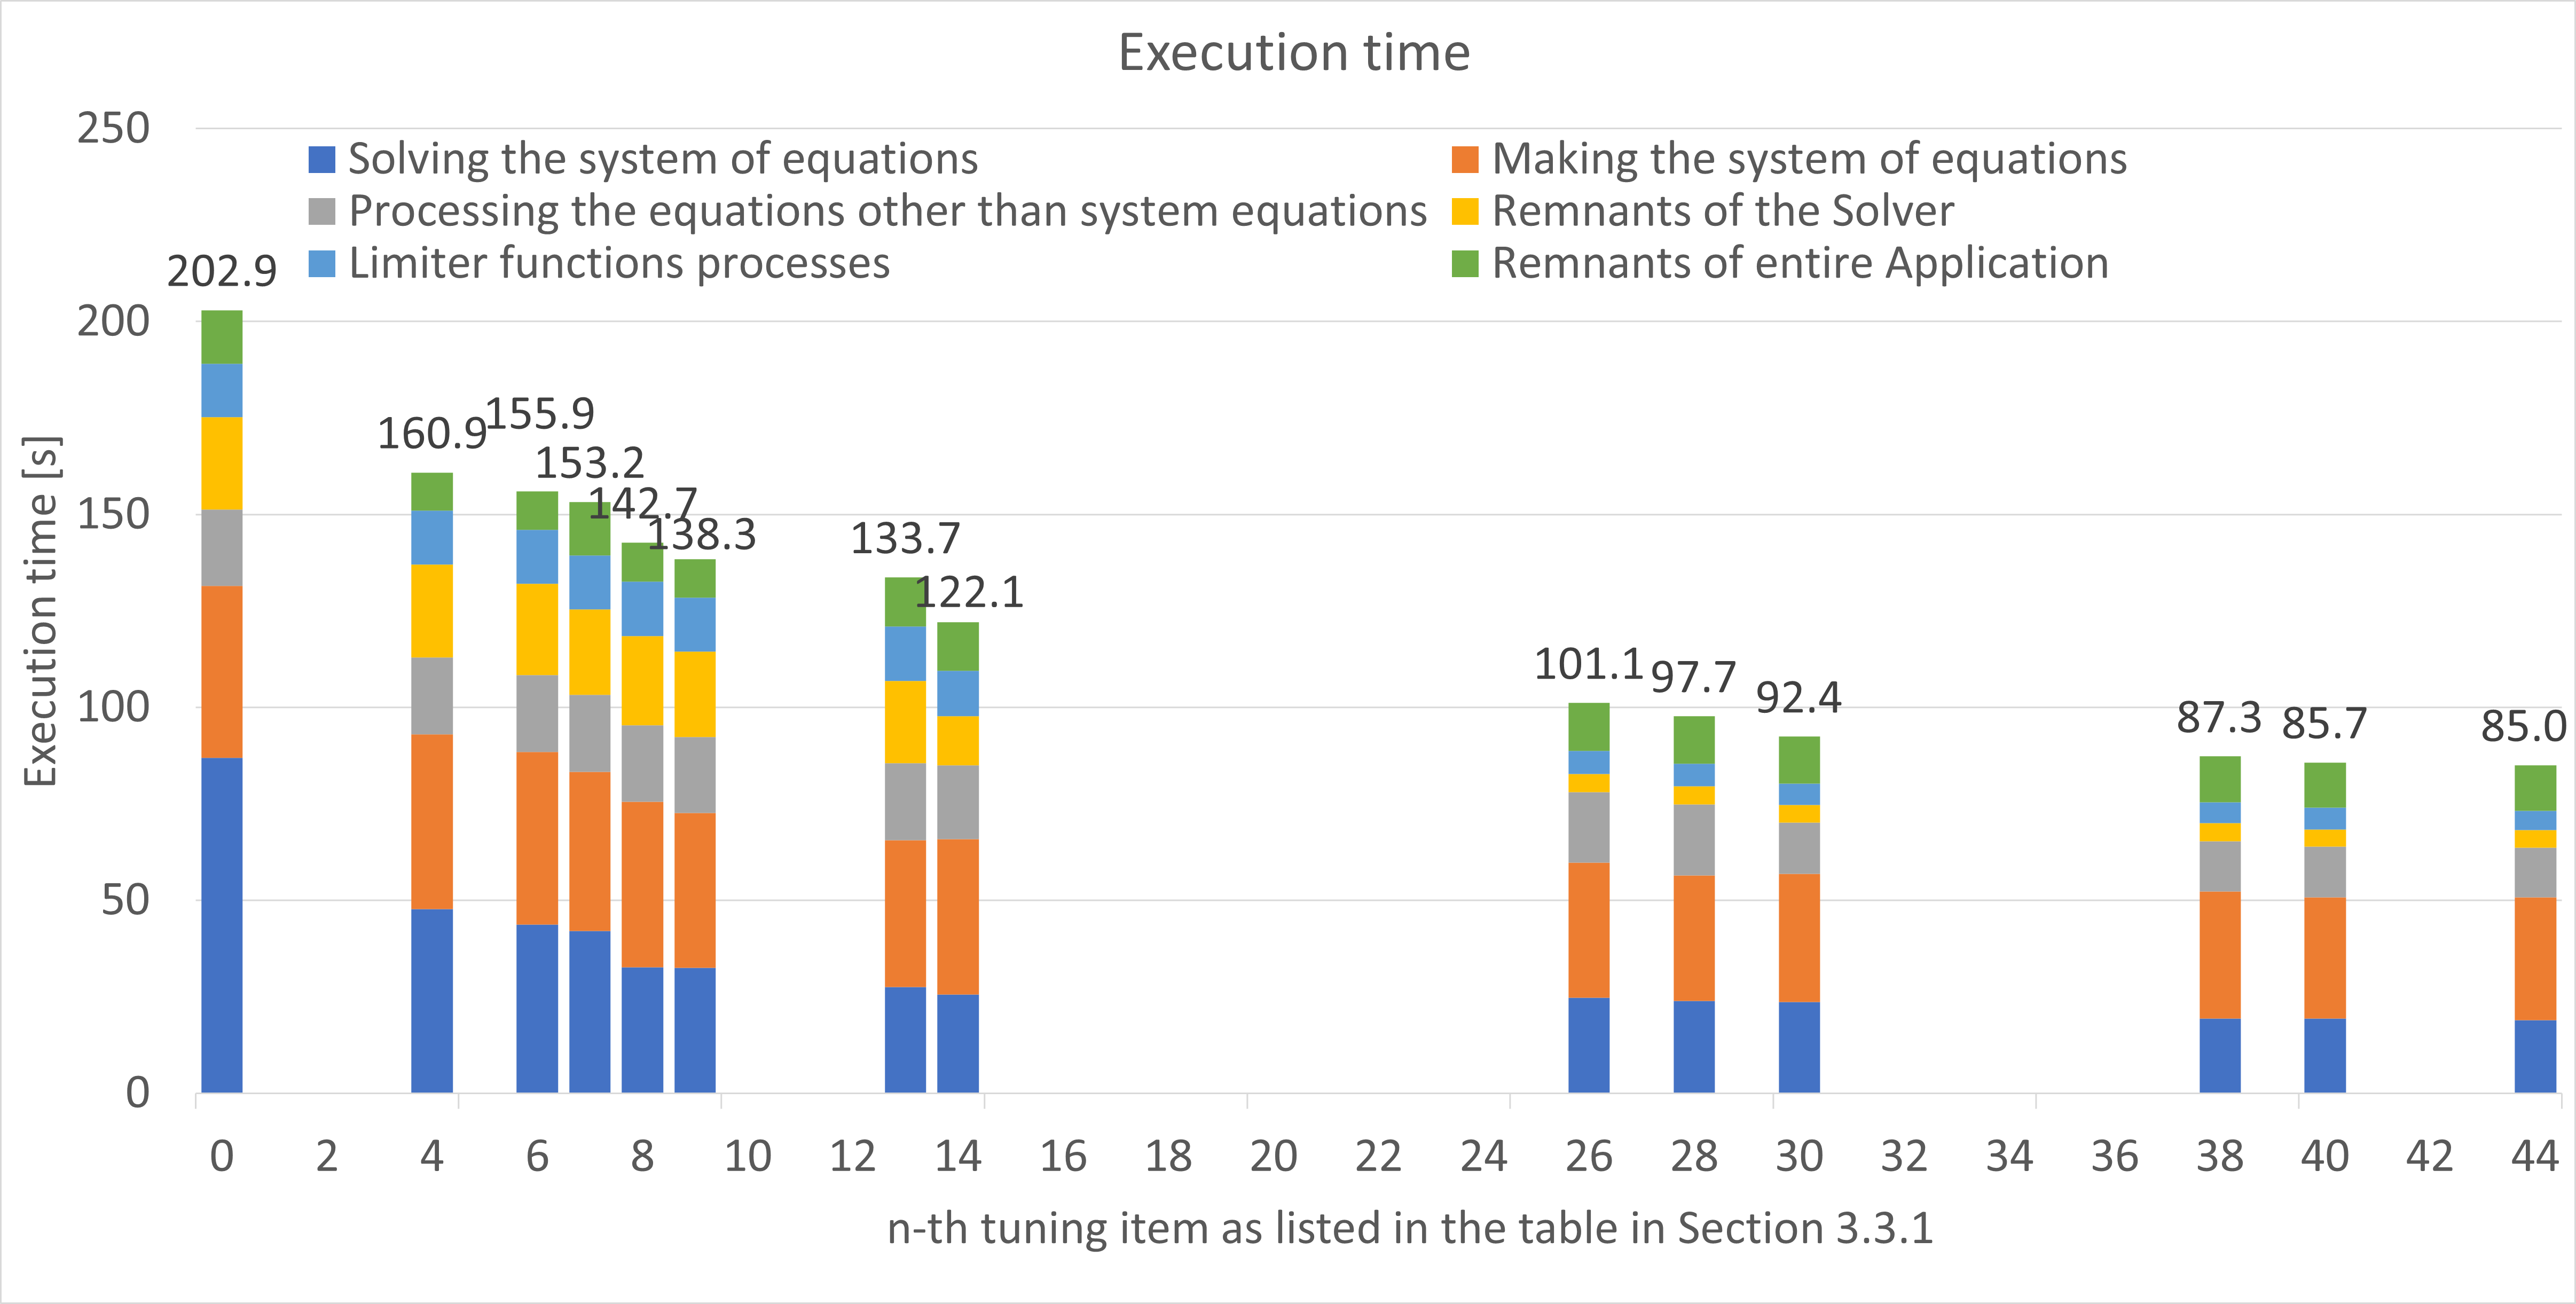 Execution time
250
Solving the system of equations
Making the system of equations
Processing the equations other than system equations
Remnants of the Solver
Limiter functions processes
Remnants of entire Application
202.9
200
160.9
155.9
153.2
142.7
138.3
133.7
122.1
101.1
97.7
92.4
87.3
85.7
85.0
Execution time [s]
150
100
50
0
0 2 4 6 8 10 12 14 16 18 20 22 24 26 28 30 32 34 36 38 40 42 44
n-th tuning item as listed in the table in Section 3.3.1